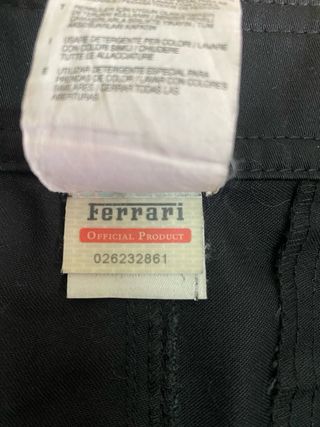 I USARE DETERGENTE PER COLORI / LAVARE
CON COLORI SIMILI / CHIUDERE
TUTTE LE ALLACCIATURE
E UTILIZAR DETERGENTE ESPECIAL PARA
PRENDAS DE COLOR / LAVAR CON COLORES
SIMILARES / CERRAR TODAS LAS
ABERTURAS
Ferrari
OFFICIAL PRODUCT
026232861